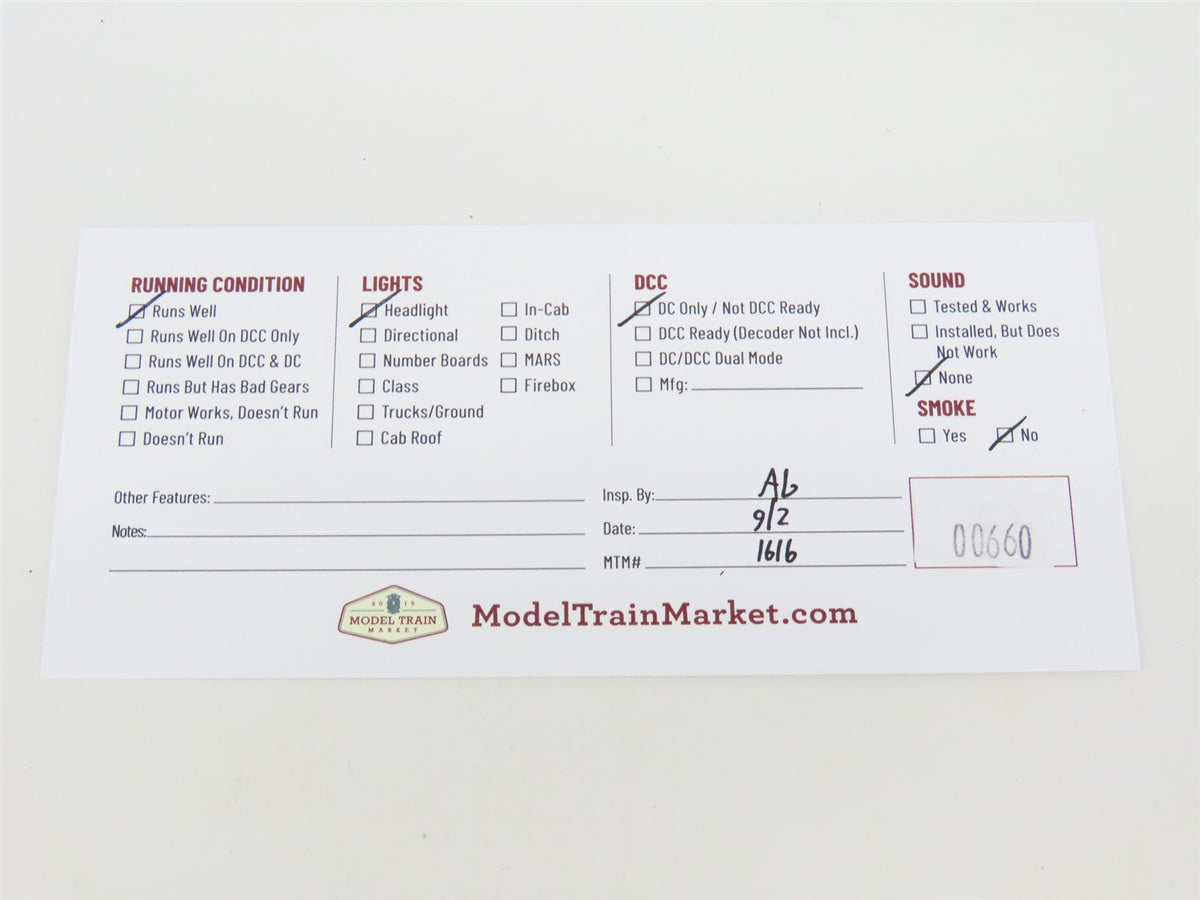 RUNNING CONDITION
Runs Well
Runs Well On DCC Only
Runs Well On DCC & DC
Runs But Has Bad Gears
Motor Works, Doesn't Run
Doesn't Run
LIGHTS
Headlight
Directional
Number Boards
Class
Trucks/Ground
Cab Roof
In-Cab
Ditch
MARS
Firebox
DCC
DC Only / Not DCC Ready
DCC Ready (Decoder Not Incl.)
DC/DCC Dual Mode
Mfg:
SOUND
Tested & Works
Installed, But Does
Not Work
None
SMOKE
Yes No
Other Features:
Notes:
Insp. By: AG
Date: 9/2
MTM# 1616
00660
2015
MODEL TRAIN
MARKET
ModelTrainMarket.com